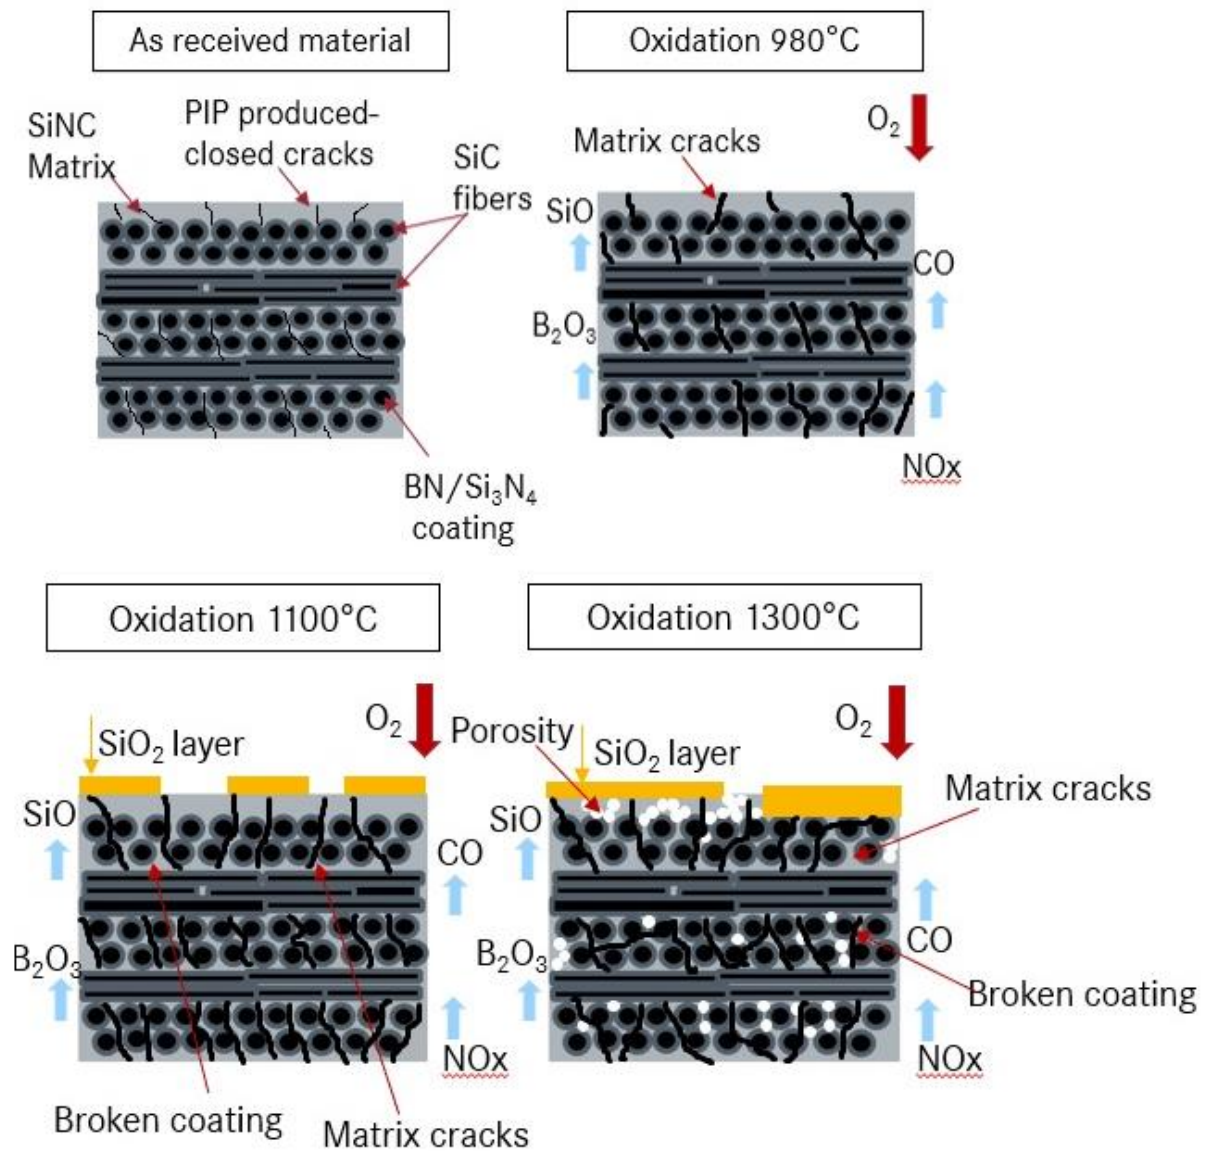 As received material
Oxidation 980°C
SiNC
Matrix
PIP produced-
closed cracks
SiC
fibers
BN/Si₃N₄
coating
O₂
Matrix cracks
SiO
CO
B₂O₃
NOx
Oxidation 1100°C
Oxidation 1300°C
O₂
SiO₂ layer
SiO
CO
B₂O₃
NOx
Broken coating
Matrix cracks
O₂
Porosity
SiO₂ layer
Matrix cracks
SiO
CO
B₂O₃
Broken coating
NOx